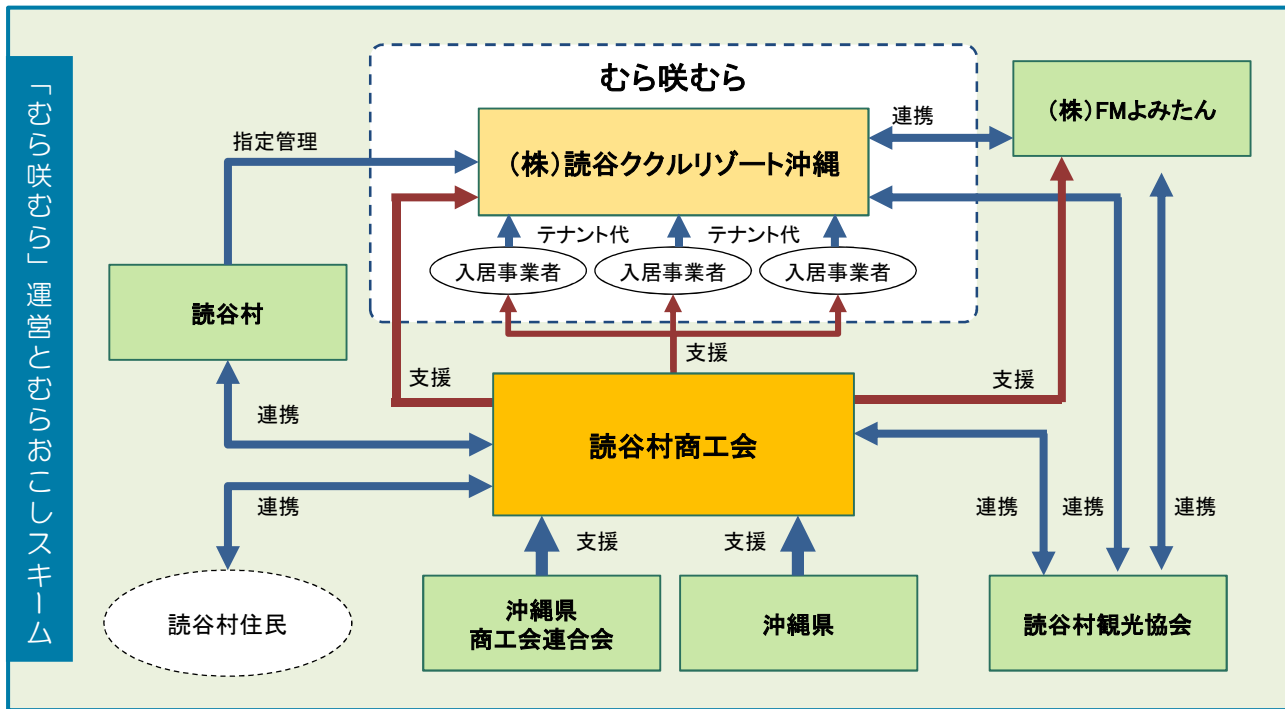 「むら咲むら」運営とむらおこしスキーム
むら咲むら
(株)読谷ククルリゾート沖縄
連携
(株)FMよみたん
指定管理
テナント代
テナント代
入居事業者
入居事業者
入居事業者
読谷村
支援
支援
支援
連携
読谷村商工会
連携
連携
連携
連携
支援
支援
読谷村住民
沖縄県
商工会連合会
沖縄県
読谷村観光協会